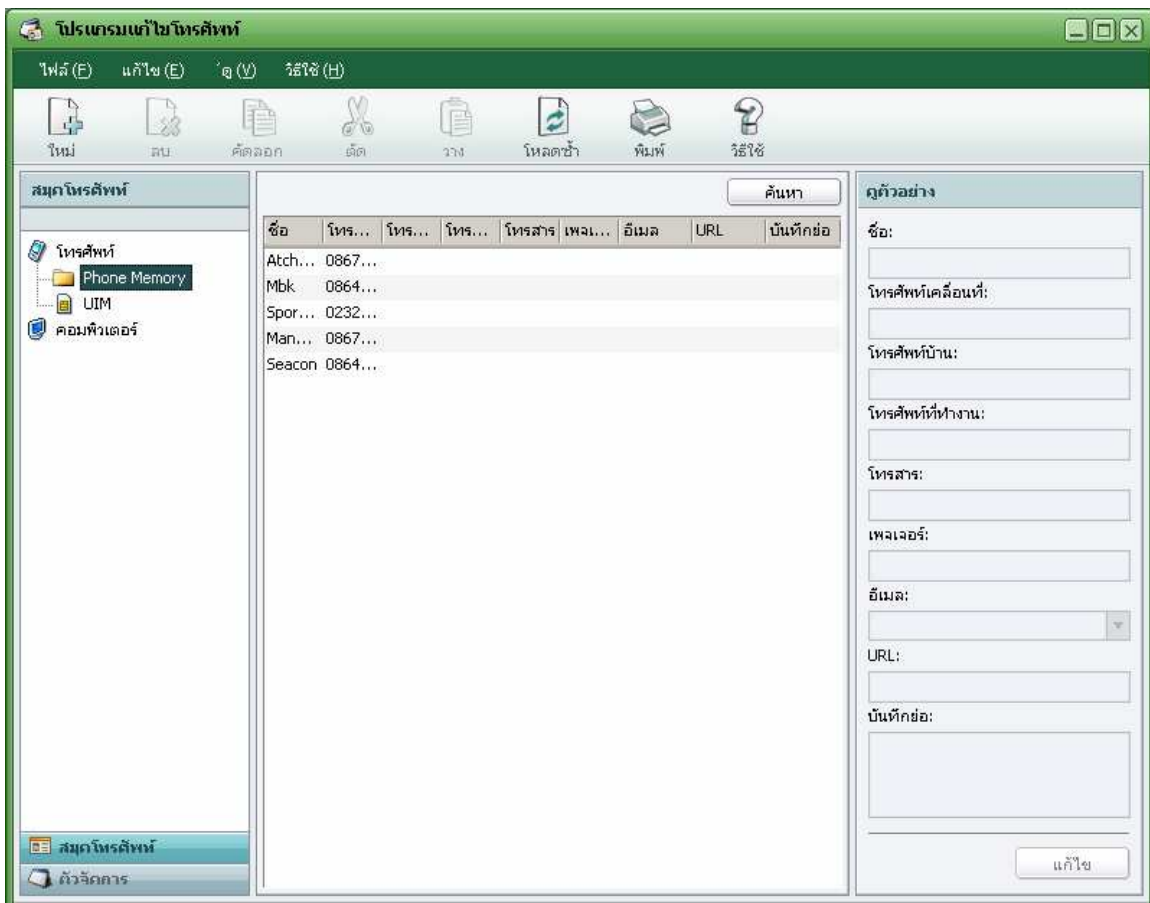 โปรแกรมแก้ไขโทรศัพท์
ไฟล์ (F) แก้ไข (E) ่ดู (V) วิธีใช้ (H)
ใหม่ ลบ คัดลอก ตัด วาง โหลดซ้ำ พิมพ์ วิธีใช้
สมุดโทรศัพท์
โทรศัพท์
Phone Memory
UIM
คอมพิวเตอร์
สมุดโทรศัพท์
ตัวจัดการ
ค้นหา
ชื่อ โทร... โทร... โทร... โทรสาร เพจเ... อีเมล URL บันทึกย่อ
Atch... 0867...
Mbk 0864...
Spor... 0232...
Man... 0867...
Seacon 0864...
ดูตัวอย่าง
ชื่อ:
โทรศัพท์เคลื่อนที่:
โทรศัพท์บ้าน:
โทรศัพท์ที่ทำงาน:
โทรสาร:
เพจเจอร์:
อีเมล:
URL:
บันทึกย่อ:
แก้ไข